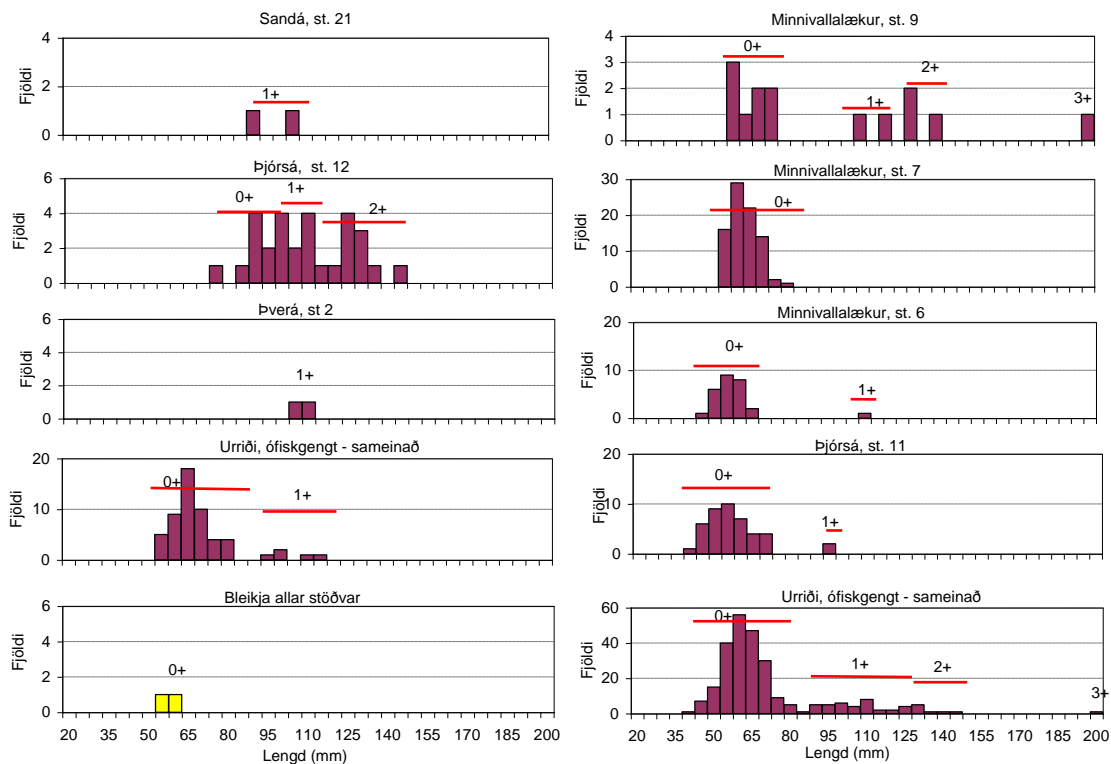 Sandá, st. 21
Fjöldi
4
2
0
1+
Þjórsá, st. 12
Fjöldi
6
4
2
0
0+
1+
2+
Þverá, st 2
Fjöldi
6
4
2
0
1+
Urriði, ófiskgengt - sameinað
Fjöldi
20
10
0
0+
1+
Bleikja allar stöðvar
Fjöldi
6
4
2
0
0+
20 35 50 65 80 95 110 125 140 155 170 185 200
Lengd (mm)
Minnivallalækur, st. 9
Fjöldi
4
3
2
1
0
0+
1+
2+
3+
Minnivallalækur, st. 7
Fjöldi
30
20
10
0
0+
Minnivallalækur, st. 6
Fjöldi
20
10
0
0+
1+
Þjórsá, st. 11
Fjöldi
20
10
0
0+
1+
Urriði, ófiskgengt - sameinað
Fjöldi
60
40
20
0
0+
1+
2+
3+
20 35 50 65 80 95 110 125 140 155 170 185 200
Lengd (mm)